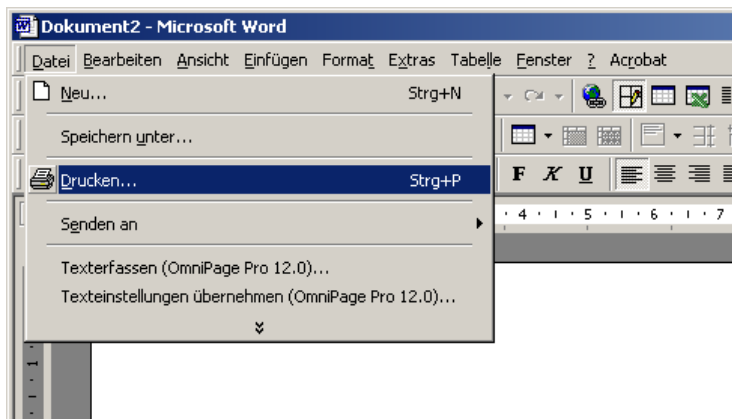 Dokument2 - Microsoft Word
Datei Bearbeiten Ansicht Einfügen Format Extras Tabelle Fenster ? Acrobat
Neu... Strg+N
Speichern unter...
Drucken... Strg+P
F K U
4 5 6 7
Senden an
Texterfassen (OmniPage Pro 12.0)...
Texteinstellungen übernehmen (OmniPage Pro 12.0)...
1